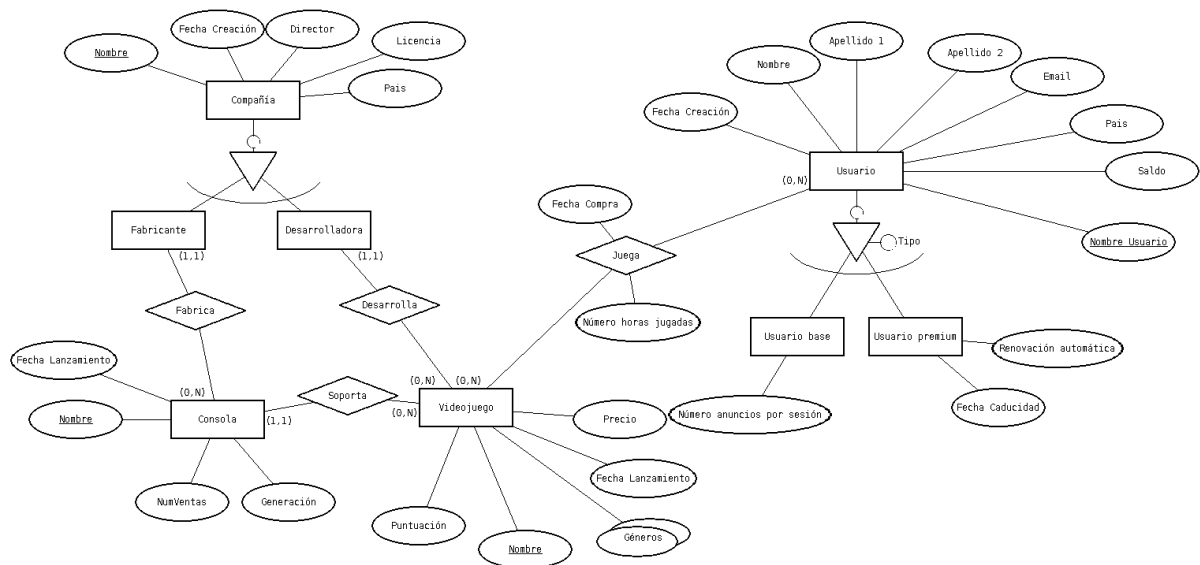 Fecha Creación
Director
Nombre
Licencia
Compañía
Pais
Apellido 1
Apellido 2
Nombre
Email
Fecha Creación
Pais
(0,N)
Usuario
Saldo
Nombre Usuario
Tipo
Fabricante
Desarrolladora
(1,1)
(1,1)
Fecha Compra
Juega
Número horas jugadas
Fabrica
Desarrolla
Usuario base
Usuario premium
Renovación automática
Número anuncios por sesión
Fecha Caducidad
Fecha Lanzamiento
(0,N)
Soporta
(0,N)
(0,N)
(0,N)
Nombre
Consola
(1,1)
Videojuego
Precio
NumVentas
Generación
Fecha Lanzamiento
Puntuación
Nombre
Géneros